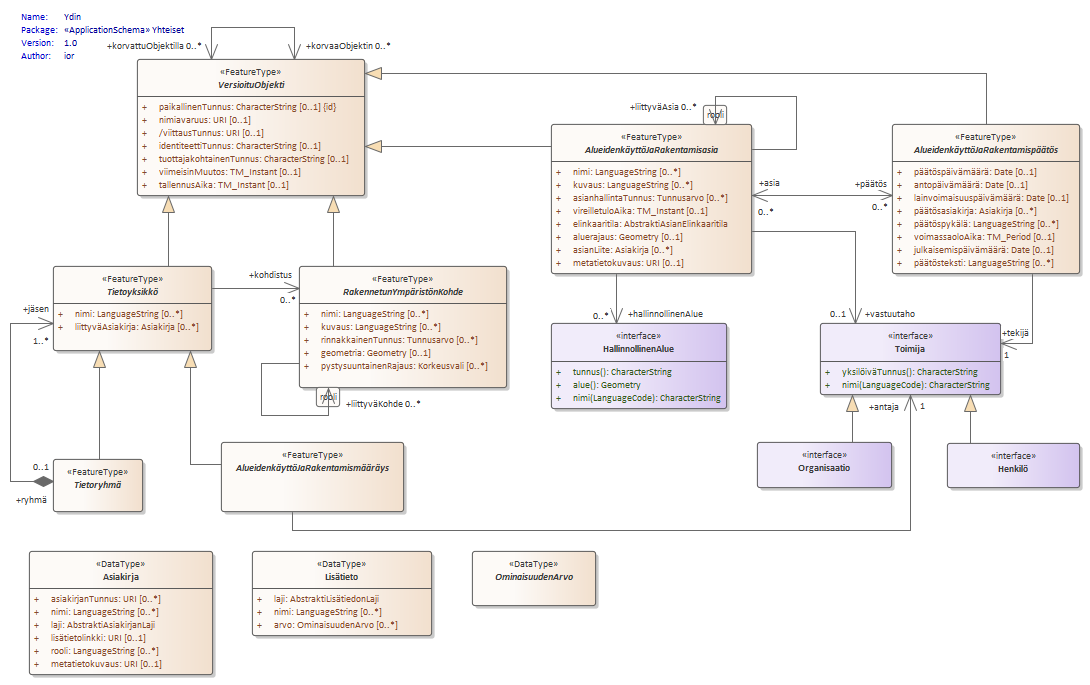 Name: Ydin
Package: «ApplicationSchema» Yhteiset
Version: 1.0
Author: ior
+korvattuObjektilla 0..*
+korvaaObjektin 0..*
«FeatureType»
VersioituObjekti
+ paikallinenTunnus: CharacterString [0..1] {id}
+ nimiavaruus: URI [0..1]
+ /viittausTunnus: URI [0..1]
+ identiteettiTunnus: CharacterString [0..1]
+ tuottajakohtainenTunnus: CharacterString [0..1]
+ viimeisinMuutos: TM_Instant [0..1]
+ tallennusAika: TM_Instant [0..1]
+liittyväAsia 0..*
rooli
«FeatureType»
AlueidenkäyttöJaRakentamisasia
+ nimi: LanguageString [0..*]
+ kuvaus: LanguageString [0..*]
+ asianhallintaTunnus: Tunnusarvo [0..*]
+ vireilletuloAika: TM_Instant [0..1]
+ elinkaaritila: AbstraktiAsianElinkaaritila
+ aluerajaus: Geometry [0..1]
+ asianLiite: Asiakirja [0..*]
+ metatietokuvaus: URI [0..1]
+asia
0..*
+päätös
0..*
«FeatureType»
AlueidenkäyttöJaRakentamispäätös
+ päätöspäivämäärä: Date [0..1]
+ antopäivämäärä: Date [0..1]
+ lainvoimaisuuspäivämäärä: Date [0..1]
+ päätösasiakirja: Asiakirja [0..*]
+ päätöspykälä: LanguageString [0..*]
+ voimassaoloAika: TM_Period [0..1]
+ julkaisemispäivämäärä: Date [0..1]
+ päätösteksti: LanguageString [0..*]
«FeatureType»
Tietoyksikkö
+ nimi: LanguageString [0..*]
+ liittyväAsiakirja: Asiakirja [0..*]
+kohdistus
0..*
«FeatureType»
RakennetunYmpäristönKohde
+ nimi: LanguageString [0..*]
+ kuvaus: LanguageString [0..*]
+ rinnakkainenTunnus: Tunnusarvo [0..*]
+ geometria: Geometry [0..1]
+ pystysuuntainenRajaus: Korkeusvali [0..*]
rooli
+liittyväKohde 0..*
+jäsen
1..*
0..*
+hallinnollinenAlue
«interface»
HallinnollinenAlue
+ tunnus(): CharacterString
+ alue(): Geometry
+ nimi(LanguageCode): CharacterString
0..1
+vastuutaho
+tekijä
1
«interface»
Toimija
+ yksilöiväTunnus(): CharacterString
+ nimi(LanguageCode): CharacterString
+antaja
1
«interface»
Organisaatio
«interface»
Henkilö
0..1
+ryhmä
«FeatureType»
Tietoryhmä
«FeatureType»
AlueidenkäyttöJaRakentamismääräys
«DataType»
Asiakirja
+ asiakirjanTunnus: URI [0..*]
+ nimi: LanguageString [0..*]
+ laji: AbstraktiAsiakirjanLaji
+ lisätietolinkki: URI [0..1]
+ rooli: LanguageString [0..*]
+ metatietokuvaus: URI [0..1]
«DataType»
Lisätieto
+ laji: AbstraktiLisätiedonLaji
+ nimi: LanguageString [0..*]
+ arvo: OminaisuudenArvo [0..*]
«DataType»
OminaisuudenArvo